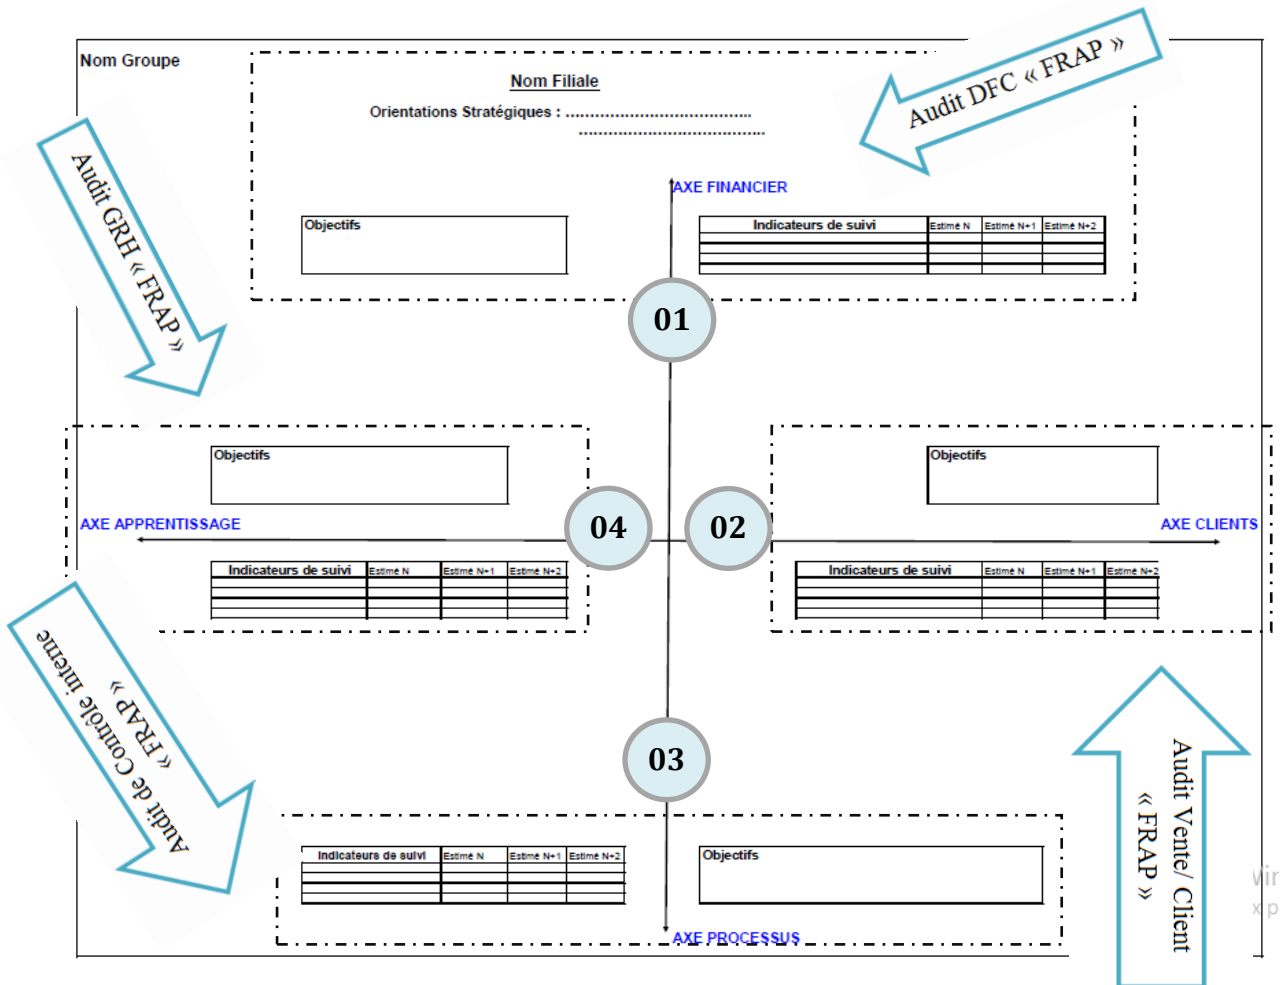 Nom Groupe
Nom Filiale
Orientations Stratégiques : ......................................
......................................
Audit DFC « FRAP »
Audit GRH « FRAP »
AXE FINANCIER
Objectifs
Indicateurs de suivi Estimé N Estimé N+1 Estimé N+2
01
Objectifs
Objectifs
AXE APPRENTISSAGE
04
02
AXE CLIENTS
Indicateurs de suivi Estimé N Estimé N+1 Estimé N+2
Indicateurs de suivi Estimé N Estimé N+1 Estimé N+2
Audit de Contrôle interne
« FRAP »
03
Audit Vente/ Client
« FRAP »
Indicateurs de suivi Estimé N Estimé N+1 Estimé N+2
Objectifs
AXE PROCESSUS